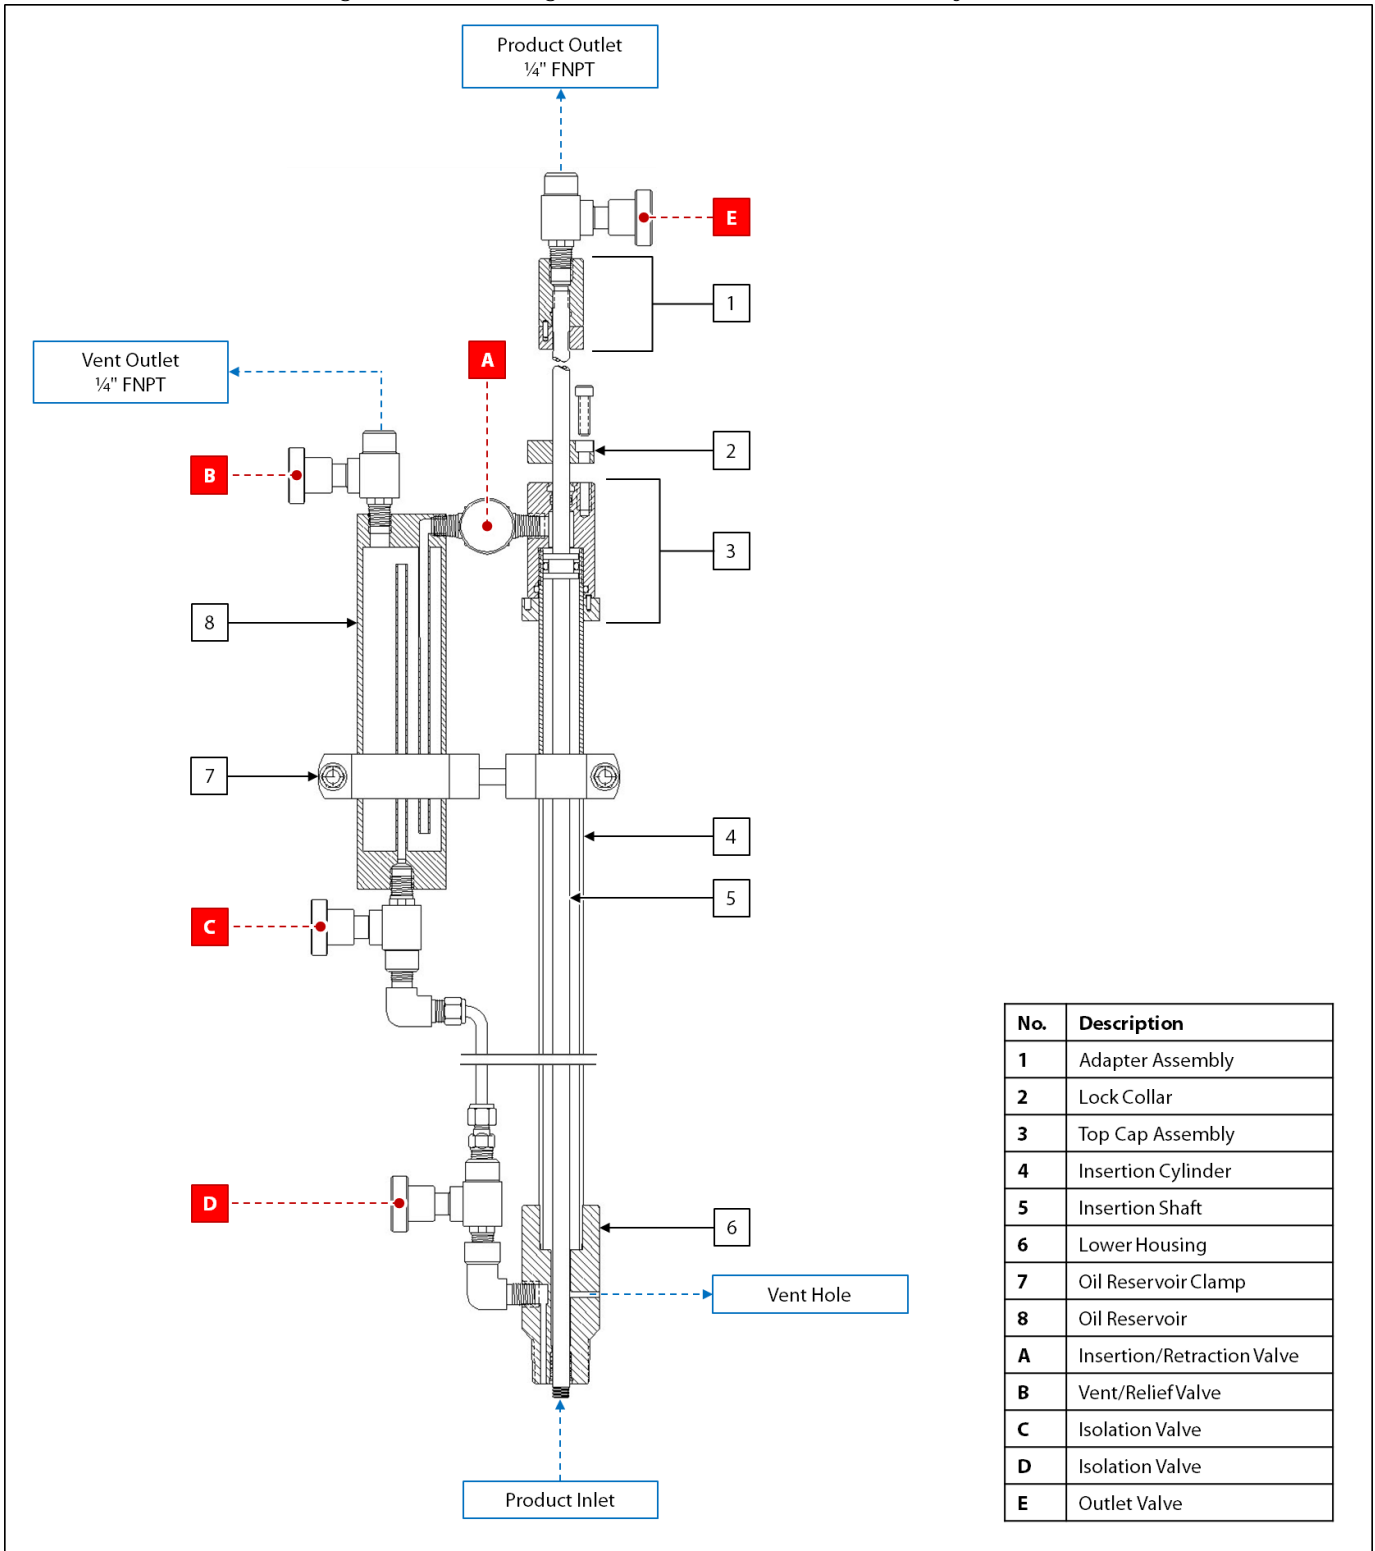 Product Outlet
¼" FNPT
E
1
Vent Outlet
¼" FNPT
A
2
B
3
8
7
4
5
C
D
6
Vent Hole
Product Inlet
No. Description
1 Adapter Assembly
2 Lock Collar
3 Top Cap Assembly
4 Insertion Cylinder
5 Insertion Shaft
6 Lower Housing
7 Oil Reservoir Clamp
8 Oil Reservoir
A Insertion/Retraction Valve
B Vent/Relief Valve
C Isolation Valve
D Isolation Valve
E Outlet Valve